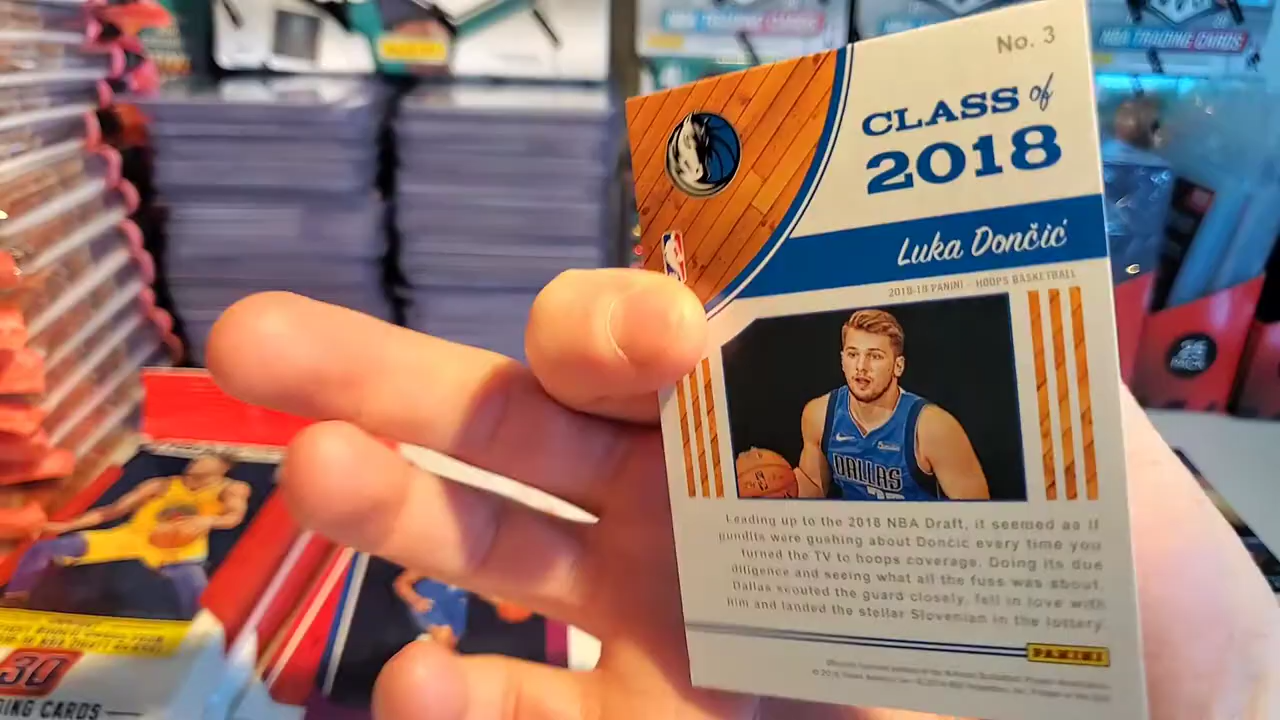 No. 3
CLASS of
2018
Luka Dončić
2018-19 PANINI - HOOPS BASKETBALL
DALLAS
Leading up to the 2018 NBA Draft, it seemed as if
pundits were gushing about Dončić every time you
turned the TV to hoops coverage. Doing its due
diligence and seeing what all the fuss was about,
Dallas scouted the guard closely, fell in love with
him and landed the stellar Slovenian in the lottery.
PANINI
NBA TRADING CARDS
NBA TRADING CARDS
30